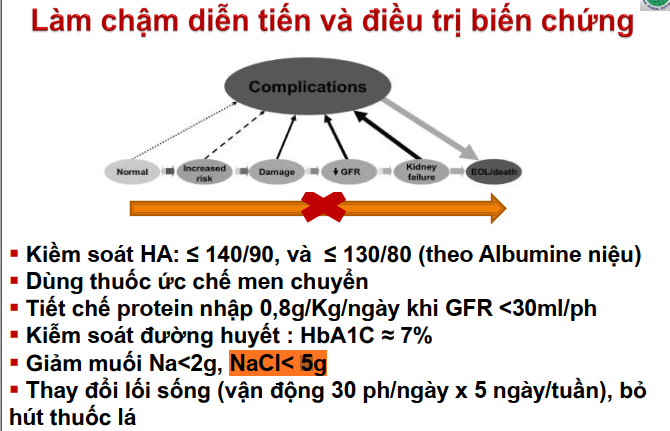 Làm chậm diễn tiến và điều trị biến chứng
Complications
Normal
Increased
risk
Damage
GFR
Kidney
failure
EOL/death
Kiềm soát HA: ≤ 140/90, và ≤ 130/80 (theo Albumine niệu)
Dùng thuốc ức chế men chuyển
Tiết chế protein nhập 0,8g/Kg/ngày khi GFR <30ml/ph
Kiễm soát đường huyết : HbA1C ≈ 7%
Giảm muối Na<2g, NaCl< 5g
Thay đổi lối sống (vận động 30 ph/ngày x 5 ngày/tuần), bỏ
hút thuốc lá